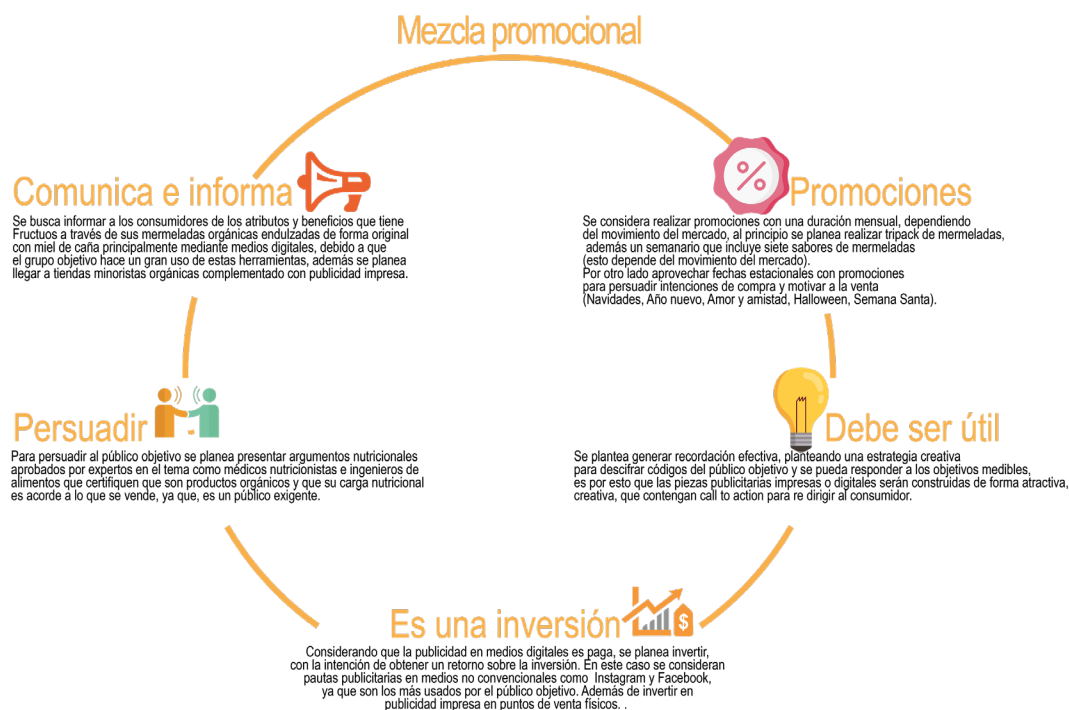 Mezcla promocional
Comunica e informa
Se busca informar a los consumidores de los atributos y beneficios que tiene
Fructuos a través de sus mermeladas orgánicas endulzadas de forma original
con miel de caña principalmente mediante medios digitales, debido a que
el grupo objetivo hace un gran uso de estas herramientas, además se planea
llegar a tiendas minoristas orgánicas complementado con publicidad impresa.
Promociones
Se considera realizar promociones con una duración mensual, dependiendo
del movimiento del mercado, al principio se planea realizar tripack de mermeladas,
además un semanario que incluye siete sabores de mermeladas
(esto depende del movimiento del mercado).
Por otro lado aprovechar fechas estacionales con promociones
para persuadir intenciones de compra y motivar a la venta
(Navidades, Año nuevo, Amor y amistad, Halloween, Semana Santa).
Persuadir
Para persuadir al público objetivo se planea presentar argumentos nutricionales
aprobados por expertos en el tema como médicos nutricionistas e ingenieros de
alimentos que certifiquen que son productos orgánicos y que su carga nutricional
es acorde a lo que se vende, ya que, es un público exigente.
Debe ser útil
Se plantea generar recordación efectiva, planteando una estrategia creativa
para descifrar códigos del público objetivo y se pueda responder a los objetivos medibles,
es por esto que las piezas publicitarias impresas o digitales serán construidas de forma atractiva,
creativa, que contengan call to action para re dirigir al consumidor.
Es una inversión
$
Considerando que la publicidad en medios digitales es paga, se planea invertir,
con la intención de obtener un retorno sobre la inversión. En este caso se consideran
pautas publicitarias en medios no convencionales como Instagram y Facebook,
ya que son los más usados por el público objetivo. Además de invertir en
publicidad impresa en puntos de venta físicos. .